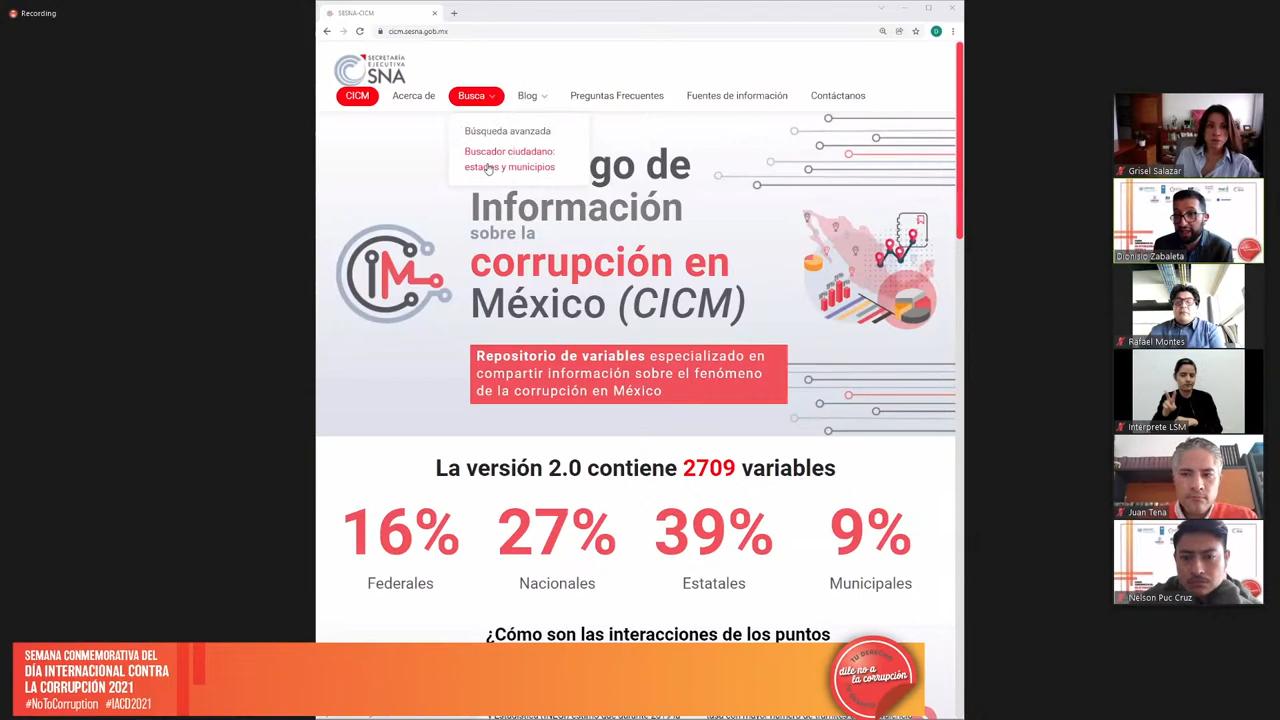 Recording
SESNA-CICM
cicm.sesna.gob.mx
SECRETARÍA
EJECUTIVA
SNA
CICM
Acerca de
Busca
Blog
Preguntas Frecuentes
Fuentes de información
Contáctanos
Búsqueda avanzada
Buscador ciudadano:
estados y municipios
go de
Información
sobre la
corrupción en
México (CICM)
Repositorio de variables especializado en
compartir información sobre el fenómeno
de la corrupción en México
La versión 2.0 contiene 2709 variables
16%
27%
39%
9%
Federales
Nacionales
Estatales
Municipales
¿Cómo son las interacciones de los puntos
SEMANA CONMEMORATIVA DEL
DÍA INTERNACIONAL CONTRA
LA CORRUPCIÓN 2021
#NoToCorruption #IACD2021
TU DERECHO
dile no a
la corrupción
Grisel Salazar
Dionisio Zabaleta
Rafael Montes
Intérprete LSM
Juan Tena
Nelson Puc Cruz